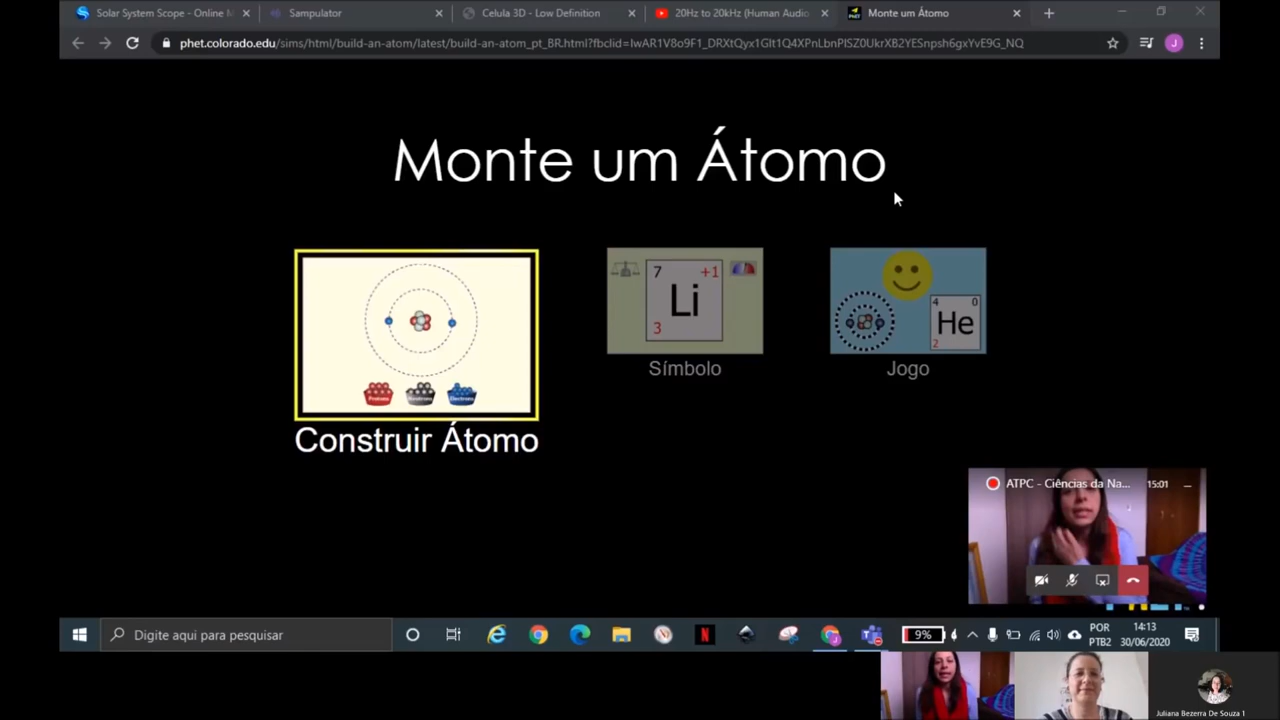 Solar System Scope - Online M
Sampulator
Celula 3D - Low Definition
20Hz to 20kHz (Human Audio
Monte um Átomo
phet.colorado.edu/sims/html/build-an-atom/latest/build-an-atom_pt_BR.html?fbclid=
J
Monte um Átomo
7 +1
Li
3
4 0
He
2
Prótons
Nêutrons
Elétrons
Símbolo
Jogo
Construir Átomo
ATPC - Ciências da Na... 15:01
Digite aqui para pesquisar
9%
POR
PTB2
14:13
30/06/2020
Juliana Bezerra De Souza 1